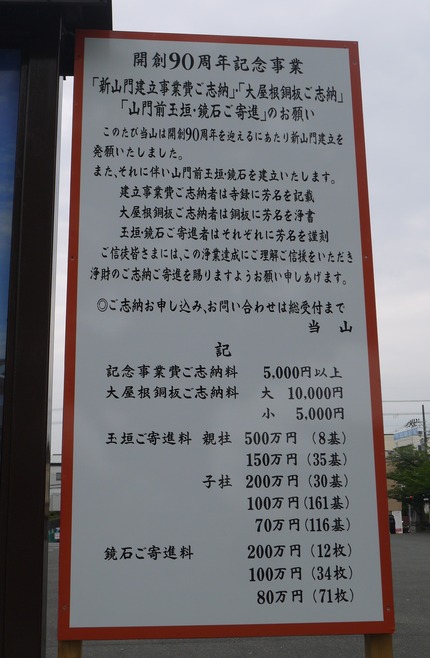 開創90周年記念事業
「新山門建立事業費ご志納」・「大屋根銅板ご志納」
「山門前玉垣・鏡石ご寄進」のお願い
このたび当山は開創90周年を迎えるにあたり新山門建立を
発願いたしました。
また、それに伴い山門前玉垣・鏡石を建立いたします。
建立事業費ご志納者は寺録に芳名を記載
大屋根銅板ご志納者は銅板に芳名を浄書
玉垣・鏡石ご寄進者はそれぞれに芳名を謹刻
ご信徒皆さまには、この浄業達成にご理解ご信援をいただき
浄財のご志納ご寄進を賜りますようお願い申しあげます。
◎ご志納お申し込み、お問い合わせは総受付まで
当 山
記
記念事業費ご志納料 5,000円以上
大屋根銅板ご志納料 大 10,000円
小 5,000円
玉垣ご寄進料 親柱 500万円 (8基)
150万円 (35基)
子柱 200万円 (30基)
100万円 (161基)
70万円 (116基)
鏡石ご寄進料 200万円 (12枚)
100万円 (34枚)
80万円 (71枚)